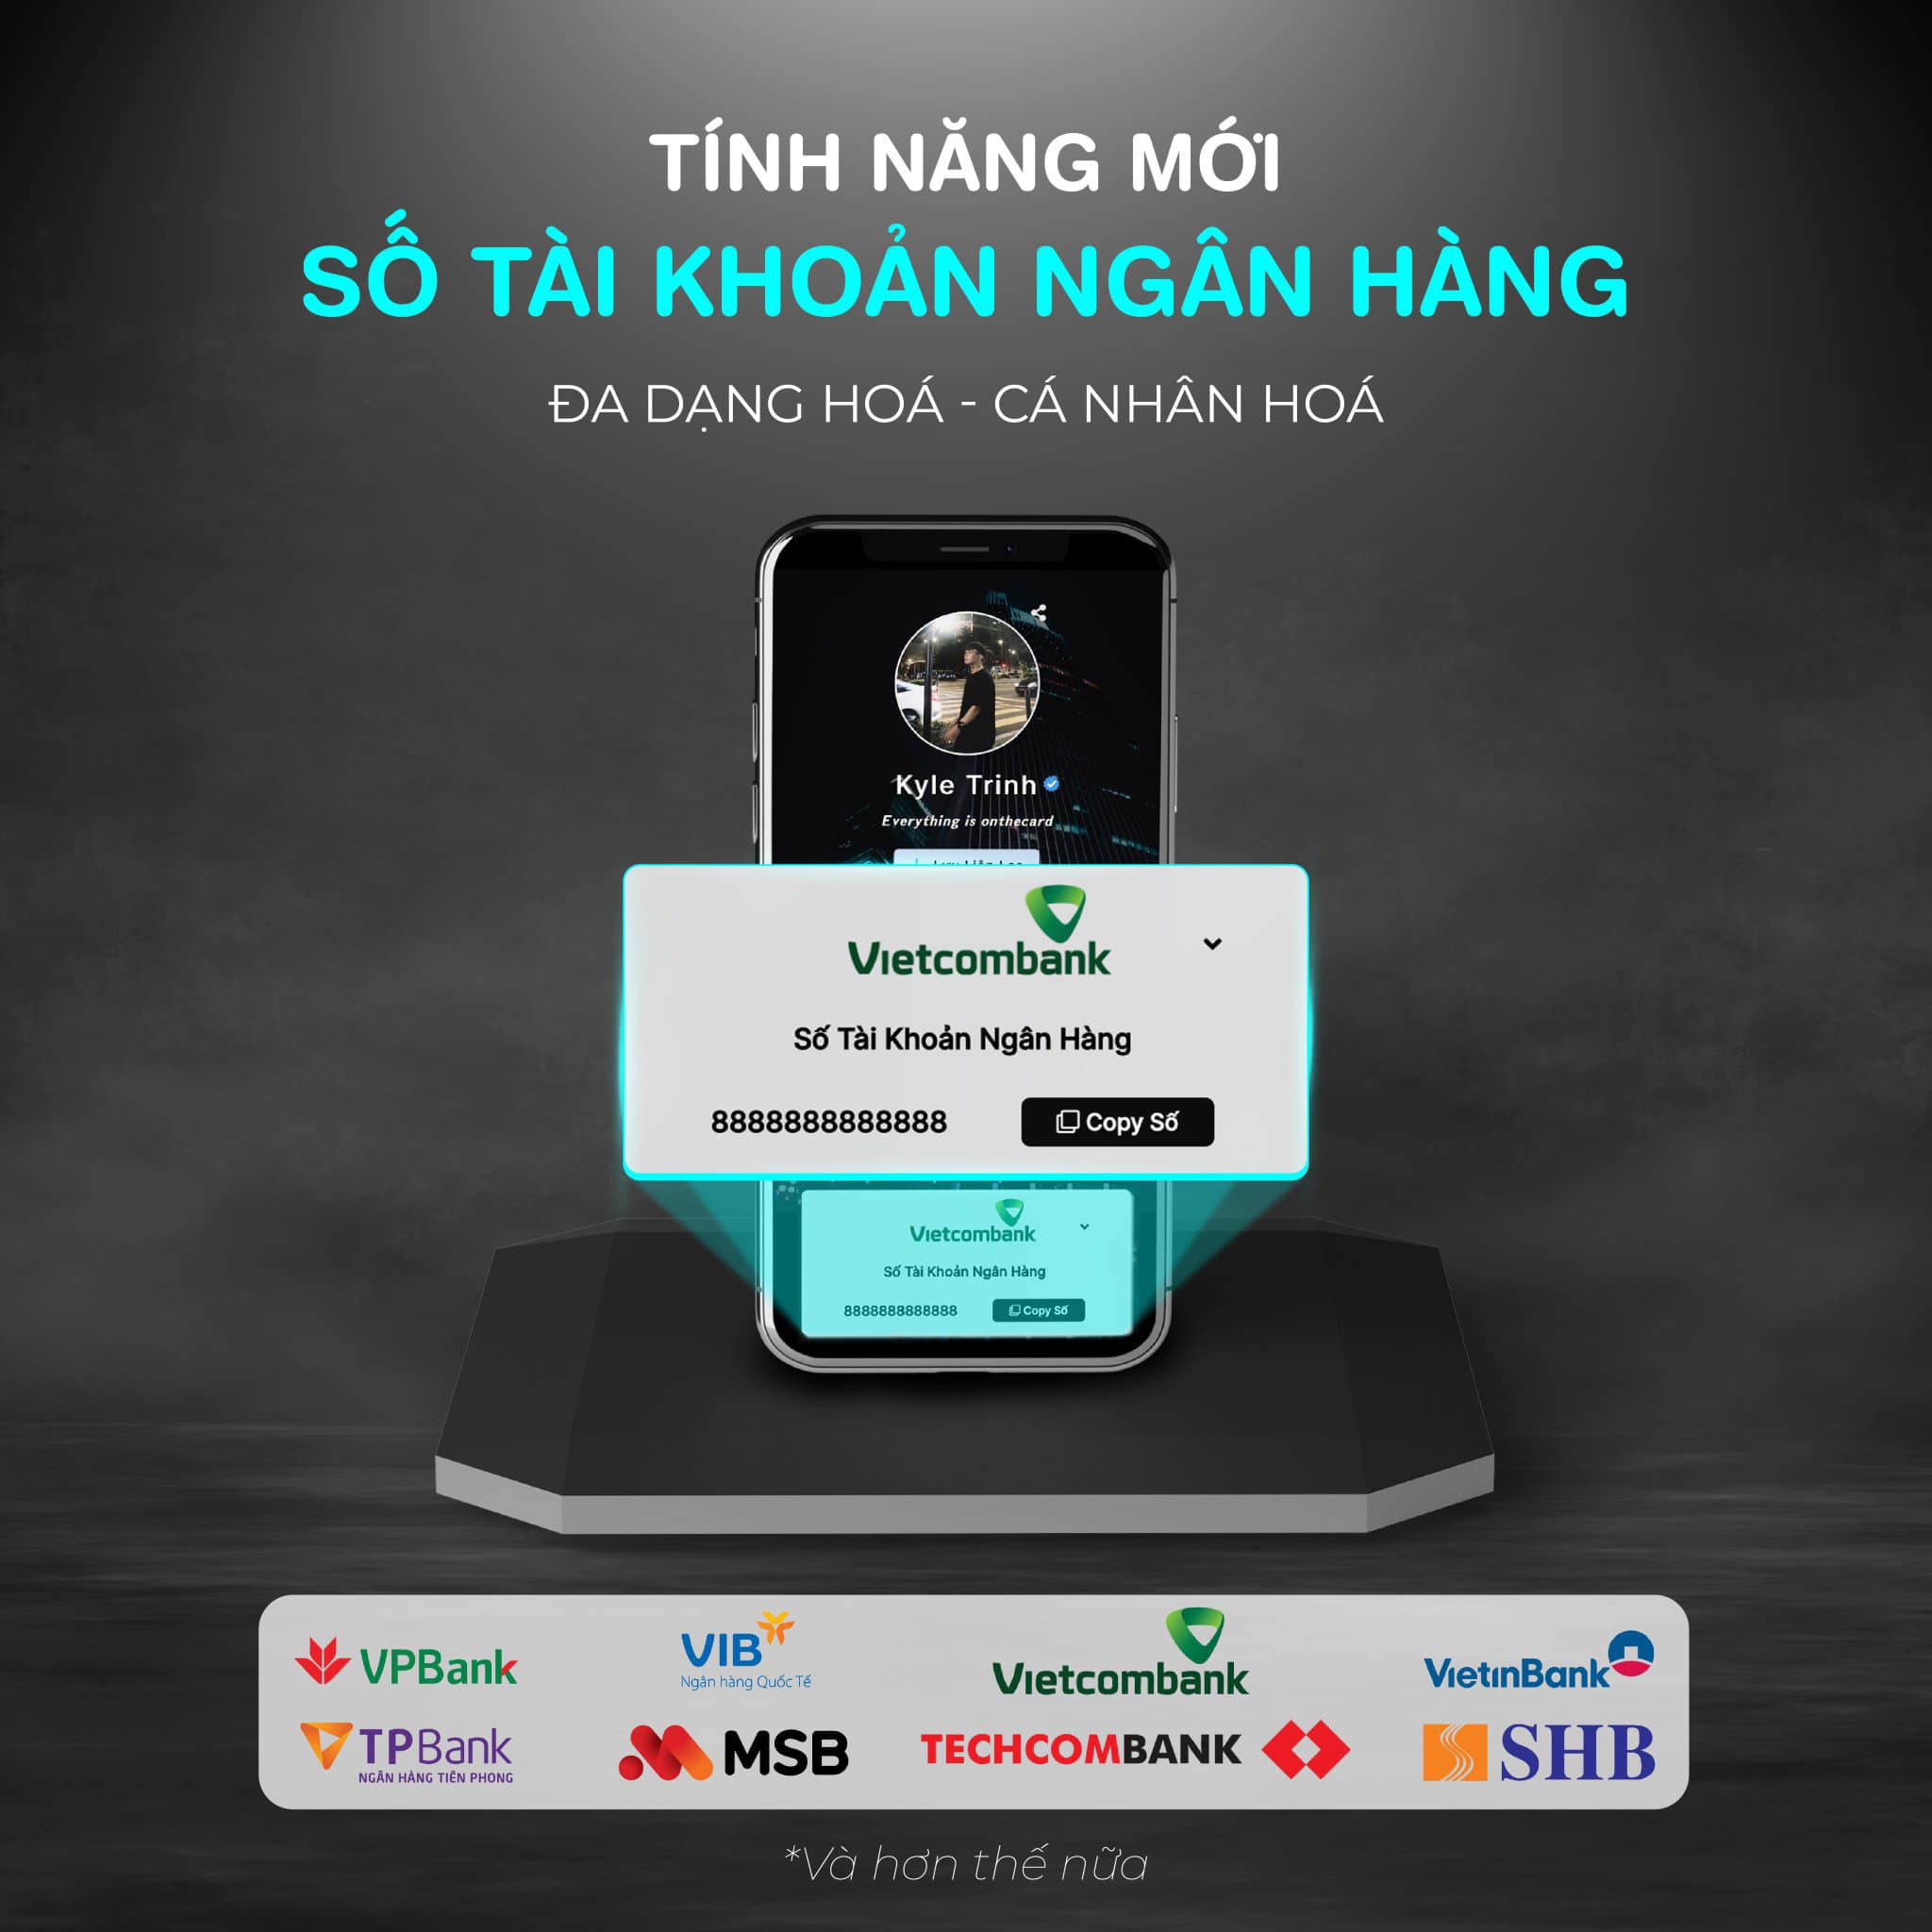 TÍNH NĂNG MỚI
SỐ TÀI KHOẢN NGÂN HÀNG
ĐA DẠNG HOÁ - CÁ NHÂN HOÁ
Kyle Trinh
Everything is onthecard
Vietcombank
Số Tài Khoản Ngân Hàng
8888888888888 Copy Số
Vietcombank
Số Tài Khoản Ngân Hàng
8888888888888 Copy Số
VPBank VIB Vietcombank VietinBank
Ngân hàng Quốc Tế
TPBank MSB TECHCOMBANK SHB
NGÂN HÀNG TIÊN PHONG
*Và hơn thế nữa